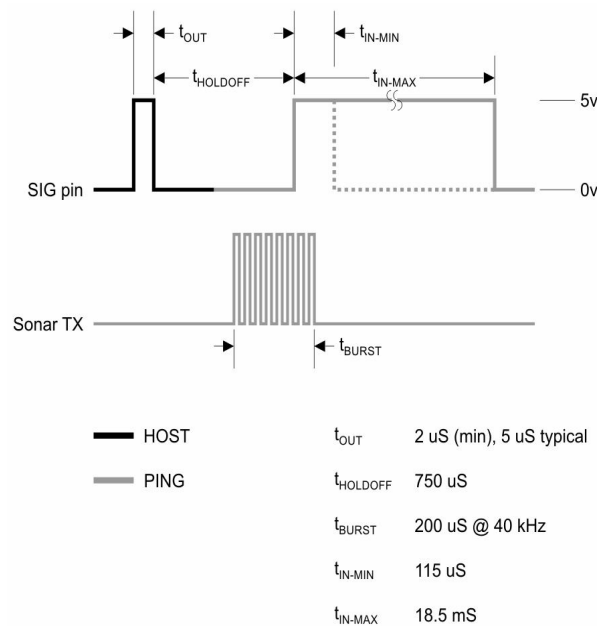 tOUT
tIN-MIN
tHOLDOFF
tIN-MAX
5v
SIG pin
0v
Sonar TX
tBURST
HOST
PING
tOUT 2 uS (min), 5 uS typical
tHOLDOFF 750 uS
tBURST 200 uS @ 40 kHz
tIN-MIN 115 uS
tIN-MAX 18.5 mS